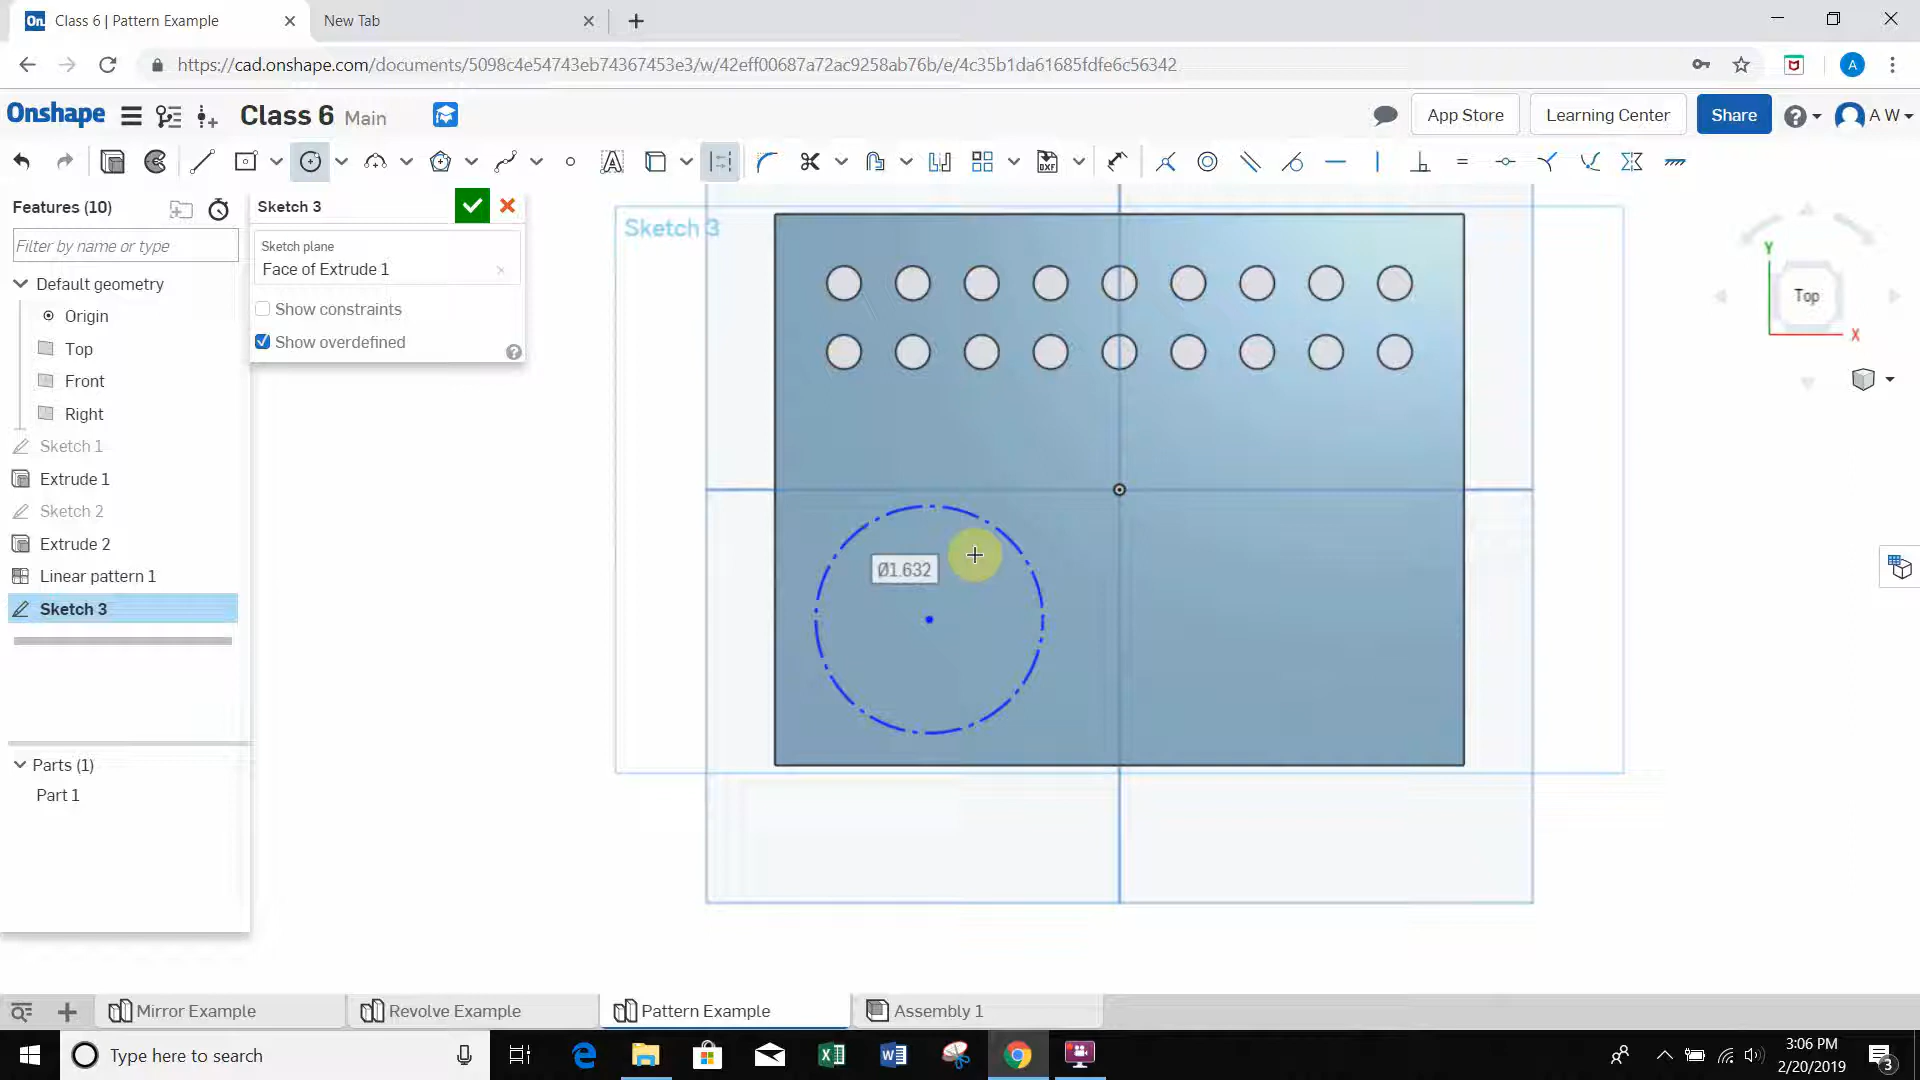 On Class 6 | Pattern Example
New Tab
https://cad.onshape.com/documents/5098c4e54743eb74367453e3/w/42eff00687a72ac9258ab76b/e/4c35b1da61685fdfe6c56342
A
Onshape
Class 6 Main
App Store
Learning Center
Share
A W
Features (10)
Filter by name or type
Default geometry
Origin
Top
Front
Right
Sketch 1
Extrude 1
Sketch 2
Extrude 2
Linear pattern 1
Sketch 3
Parts (1)
Part 1
Sketch 3
Sketch plane
Face of Extrude 1
Show constraints
Show overdefined
Sketch 3
Ø1.632
Y
Top
X
Mirror Example
Revolve Example
Pattern Example
Assembly 1
Type here to search
3:06 PM
2/20/2019
3